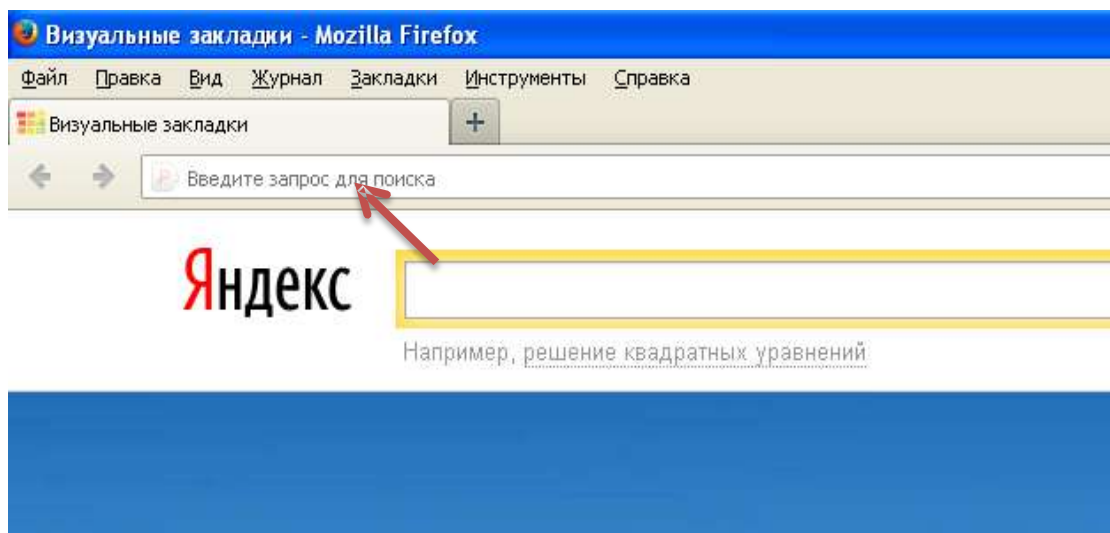 Визуальные закладки - Mozilla Firefox
Файл Правка Вид Журнал Закладки Инструменты Справка
Визуальные закладки +
Введите запрос для поиска
Яндекс
Например, решение квадратных уравнений